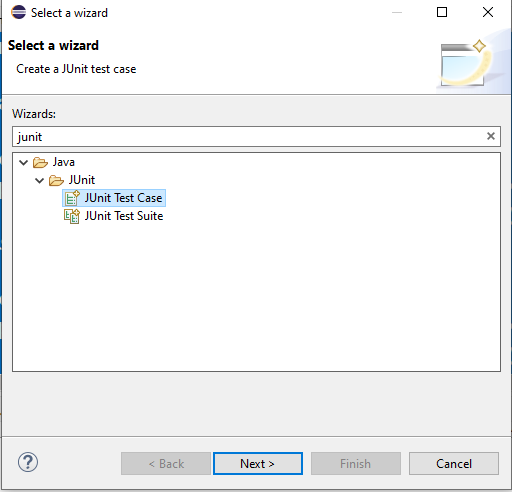 Select a wizard
Select a wizard
Create a JUnit test case
Wizards:
junit
Java
JUnit
JUnit Test Case
JUnit Test Suite
? < Back Next > Finish Cancel